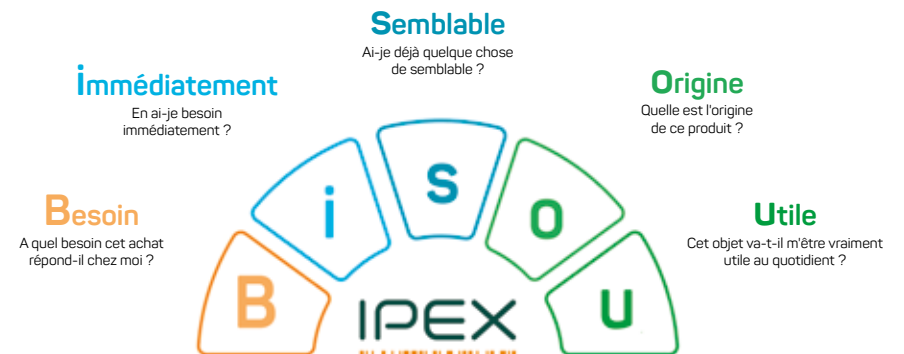 Semblable
Ai-je déjà quelque chose
de semblable ?
immédiatement
En ai-je besoin
immédiatement ?
Origine
Quelle est l'origine
de ce produit ?
Besoin
A quel besoin cet achat
répond-il chez moi ?
Utile
Cet objet va-t-il m'être vraiment
utile au quotidient ?
B
i
S
O
U
IPEX